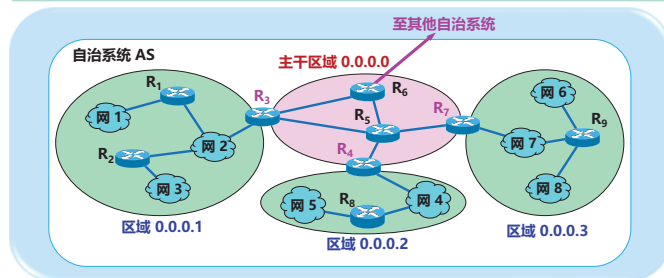 至其他自治系统
自治系统 AS
主干区域 0.0.0.0
R1
R3
R6
R7
网 6
网 1
R5
R9
R2
网 2
R4
网 7
网 3
R8
网 5
网 4
网 8
区域 0.0.0.1
区域 0.0.0.2
区域 0.0.0.3